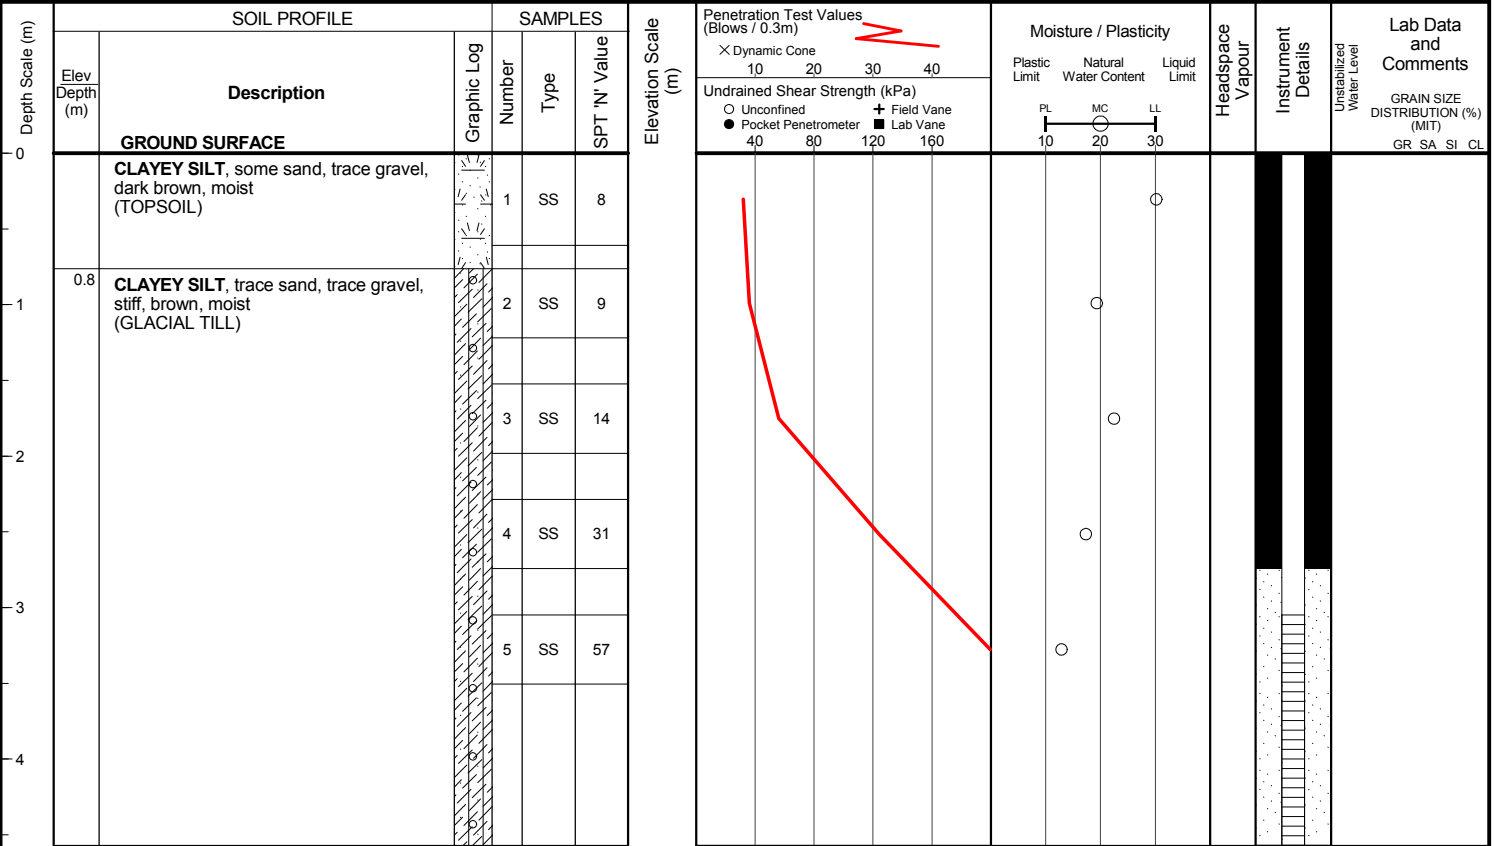 SOIL PROFILE
SAMPLES
Depth Scale (m)
Elev
Depth
(m)
Description
GROUND SURFACE
Graphic Log
Number
Type
SPT 'N' Value
Elevation Scale
(m)
Penetration Test Values
(Blows / 0.3m)
× Dynamic Cone
10 20 30 40
Undrained Shear Strength (kPa)
Unconfined
Field Vane
Pocket Penetrometer
Lab Vane
40 80 120 160
Moisture / Plasticity
Plastic
Limit
Natural
Water Content
Liquid
Limit
PL MC LL
10 20 30
Headspace
Vapour
Instrument
Details
Unstabilized
Water Level
Lab Data
and
Comments
GRAIN SIZE
DISTRIBUTION (%)
(MIT)
GR SA SI CL
0
CLAYEY SILT, some sand, trace gravel,
dark brown, moist
(TOPSOIL)
1 SS 8
0.8
CLAYEY SILT, trace sand, trace gravel,
stiff, brown, moist
(GLACIAL TILL)
1
2 SS 9
3 SS 14
2
4 SS 31
3
5 SS 57
4